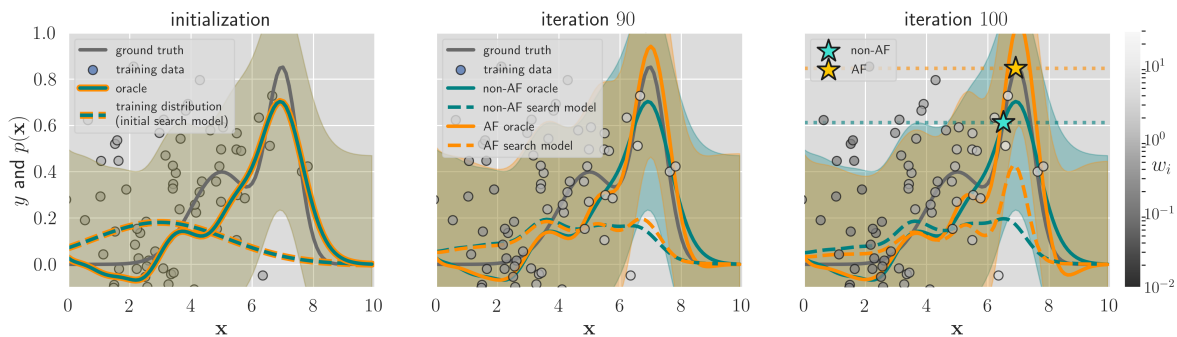 initialization
iteration 90
iteration 100
y and p(x)
1.0
0.8
0.6
0.4
0.2
0.0
ground truth
training data
oracle
training distribution
(initial search model)
0
2
4
6
8
10
x
ground truth
training data
non-AF oracle
non-AF search model
AF oracle
AF search model
0
2
4
6
8
10
x
non-AF
AF
0
2
4
6
8
10
x
10¹
10⁰
10⁻¹
10⁻²
wᵢ